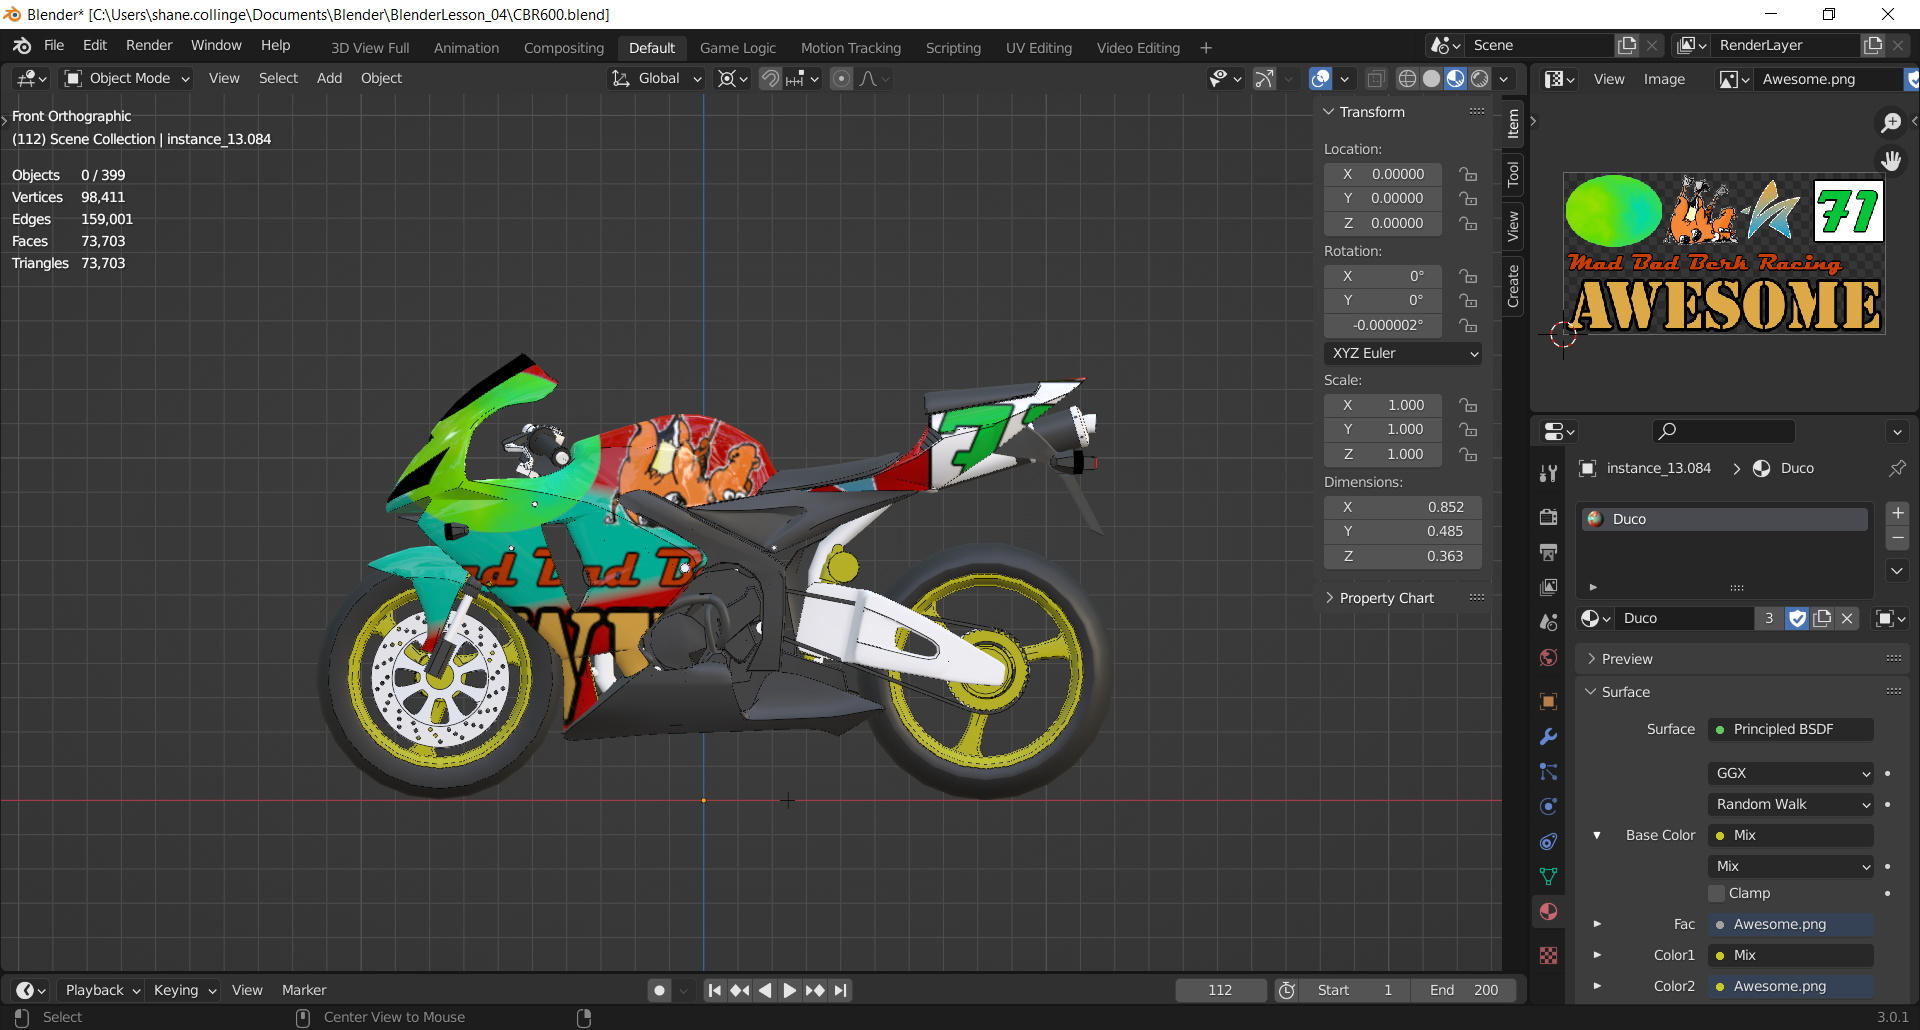 Blender* [C:\Users\shane.collinge\Documents\Blender\BlenderLesson_04\CBR600.blend]
File Edit Render Window Help 3D View Full Animation Compositing Default Game Logic Motion Tracking Scripting UV Editing Video Editing + Scene RenderLayer
Object Mode View Select Add Object Global View Image Awesome.png
Front Orthographic
(112) Scene Collection | instance_13.084
Objects 0 / 399
Vertices 98,411
Edges 159,001
Faces 73,703
Triangles 73,703
Transform
Location:
X 0.00000
Y 0.00000
Z 0.00000
Rotation:
X 0°
Y 0°
-0.000002°
XYZ Euler
Scale:
X 1.000
Y 1.000
Z 1.000
Dimensions:
X 0.852
Y 0.485
Z 0.363
Property Chart
Item
Tool
View
Create
71
Mad Bad Berk Racing
AWESOME
7
ad Bad B
instance_13.084 > Duco
Duco
Duco 3
Preview
Surface
Surface Principled BSDF
GGX
Random Walk
Base Color Mix
Mix
Clamp
Fac Awesome.png
Color1 Mix
Color2 Awesome.png
Playback Keying View Marker 112 Start 1 End 200
Select Center View to Mouse 3.0.1